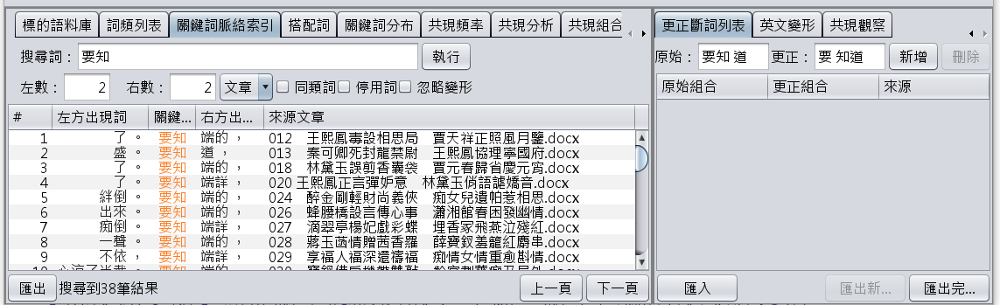 標的語料庫 詞頻列表 關鍵詞脈絡索引 搭配詞 關鍵詞分布 共現頻率 共現分析 共現組合
搜尋詞： 要知 執行
左數： 2 右數： 2 文章 同類詞 停用詞 忽略變形
# 左方出現詞 關鍵... 右方出... 來源文章
1 了 。 要知 端的 ， 012 王熙鳳毒設相思局 賈天祥正照風月鑒.docx
2 盛 。 要知 道 ， 013 秦可卿死封龍禁尉 王熙鳳協理寧國府.docx
3 了 。 要知 端的 ， 018 林黛玉誤剪香囊袋 賈元春歸省慶元宵.docx
4 了 。 要知 端詳 ， 020 王熙鳳正言彈妒意 林黛玉俏語謔嬌音.docx
5 絆倒 。 要知 端的 ， 024 醉金剛輕財尚義俠 痴女兒遺帕惹相思.docx
6 出來 。 要知 端的 ， 026 蜂腰橋設言傳心事 瀟湘館春困發幽情.docx
7 痴倒 。 要知 端詳 ， 027 滴翠亭楊妃戲彩蝶 埋香冢飛燕泣殘紅.docx
8 一聲 。 要知 端的 ， 028 蔣玉菡情贈茜香羅 薛寶釵羞籠紅麝串.docx
9 不依 ， 要知 端詳 ， 029 享福人福深還禱福 痴情女情重愈斟情.docx
匯出 搜尋到38筆結果 上一頁 下一頁
更正斷詞列表 英文變形 共現觀察
原始： 要知 道 更正： 要 知道 新增 刪除
原始組合 更正組合 來源
匯入 匯出新... 匯出完...